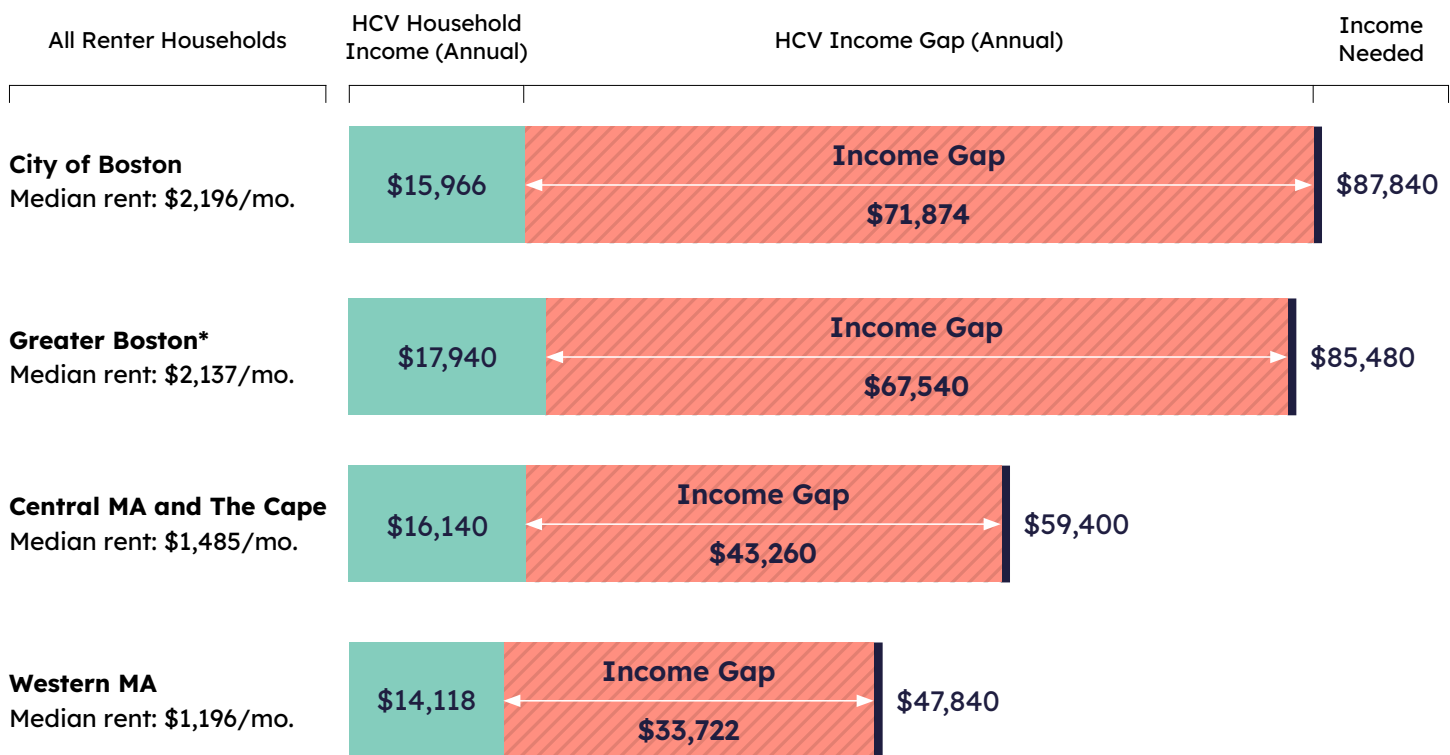 All Renter Households
HCV Household
Income (Annual)
HCV Income Gap (Annual)
Income
Needed
City of Boston
Median rent: $2,196/mo.
$15,966
Income Gap
$71,874
$87,840
Greater Boston*
Median rent: $2,137/mo.
$17,940
Income Gap
$67,540
$85,480
Central MA and The Cape
Median rent: $1,485/mo.
$16,140
Income Gap
$43,260
$59,400
Western MA
Median rent: $1,196/mo.
$14,118
Income Gap
$33,722
$47,840